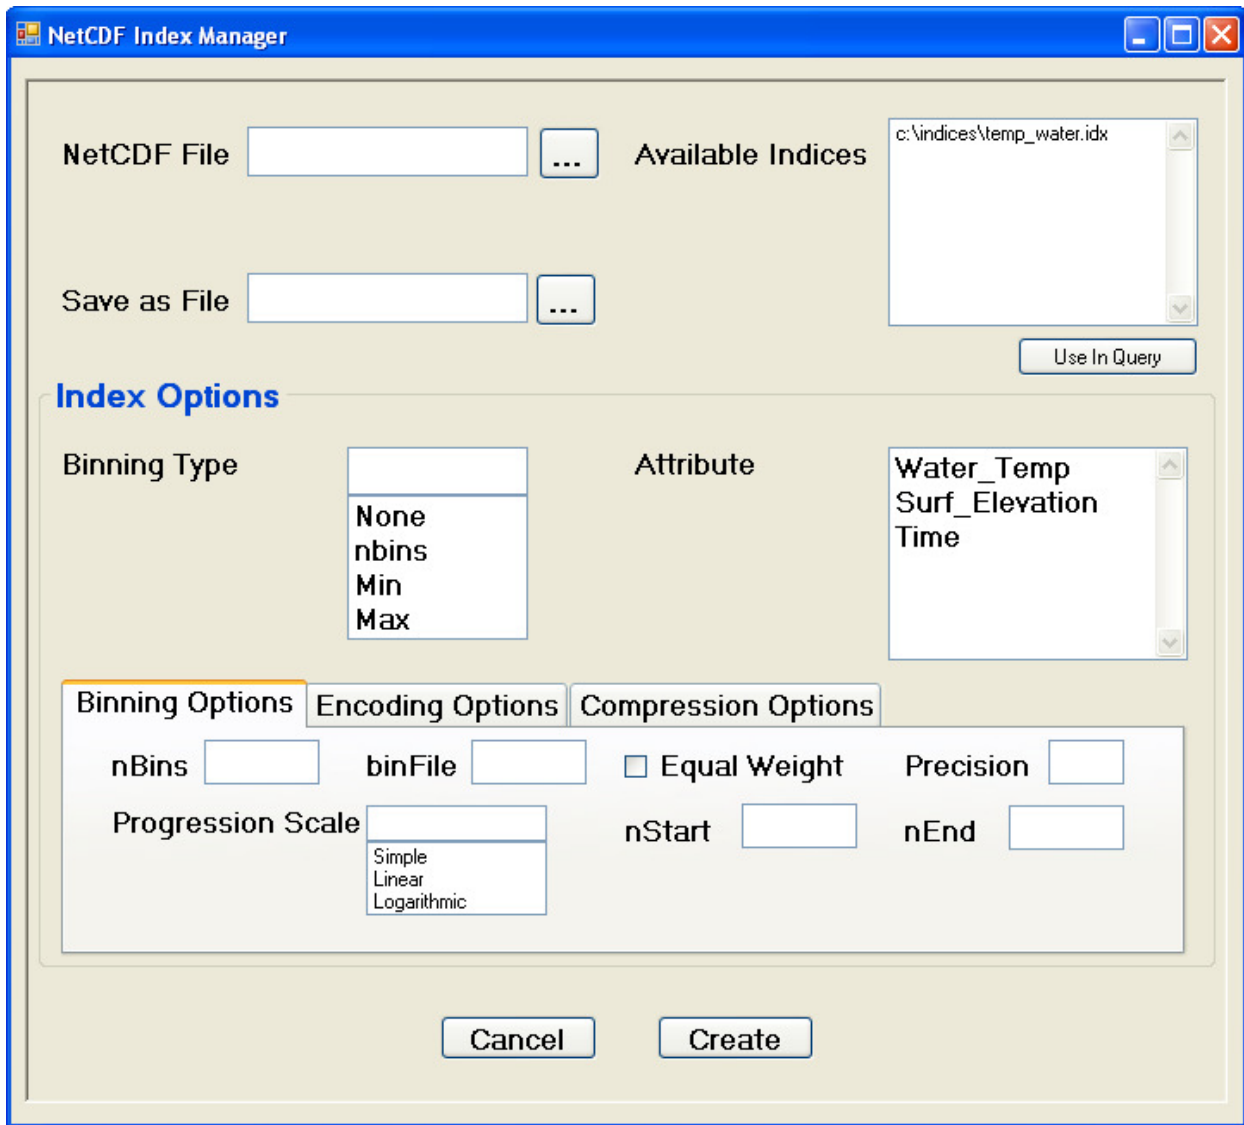 NetCDF Index Manager
NetCDF File
...
Available Indices
c:\indices\temp_water.idx
Save as File
...
Use In Query
Index Options
Binning Type
None
nbins
Min
Max
Attribute
Water_Temp
Surf_Elevation
Time
Binning Options
Encoding Options
Compression Options
nBins
binFile
Equal Weight
Precision
Progression Scale
Simple
Linear
Logarithmic
nStart
nEnd
Cancel
Create